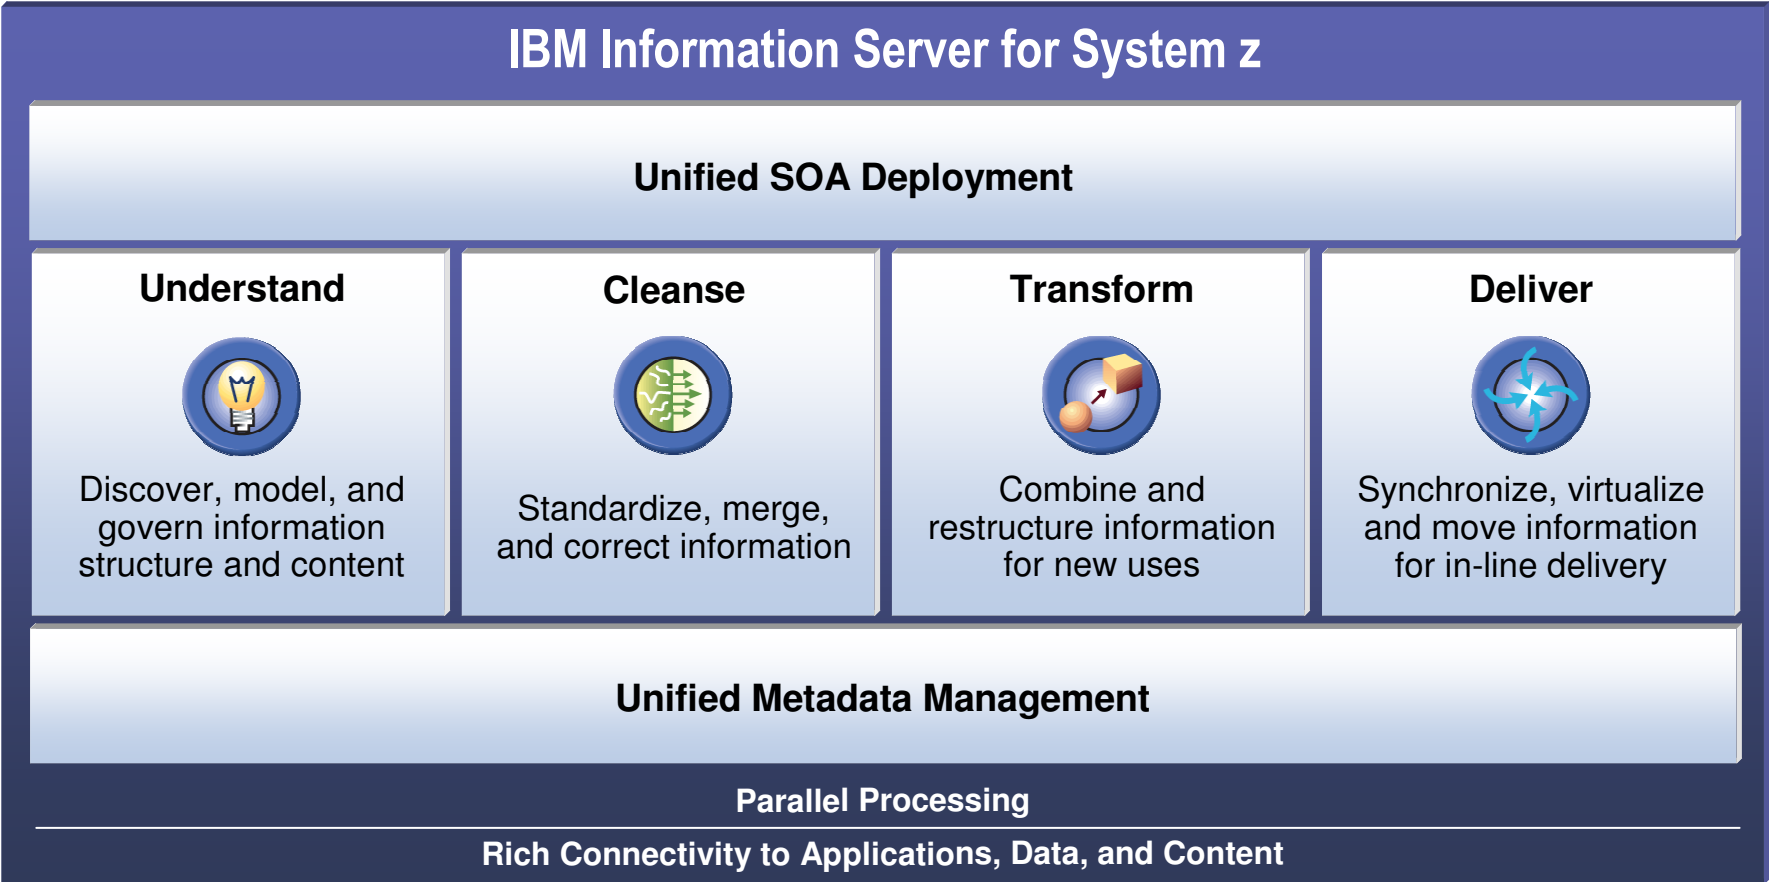 IBM Information Server for System z
Unified SOA Deployment
Understand
Discover, model, and
govern information
structure and content
Cleanse
Standardize, merge,
and correct information
Transform
Combine and
restructure information
for new uses
Deliver
Synchronize, virtualize
and move information
for in-line delivery
Unified Metadata Management
Parallel Processing
Rich Connectivity to Applications, Data, and Content